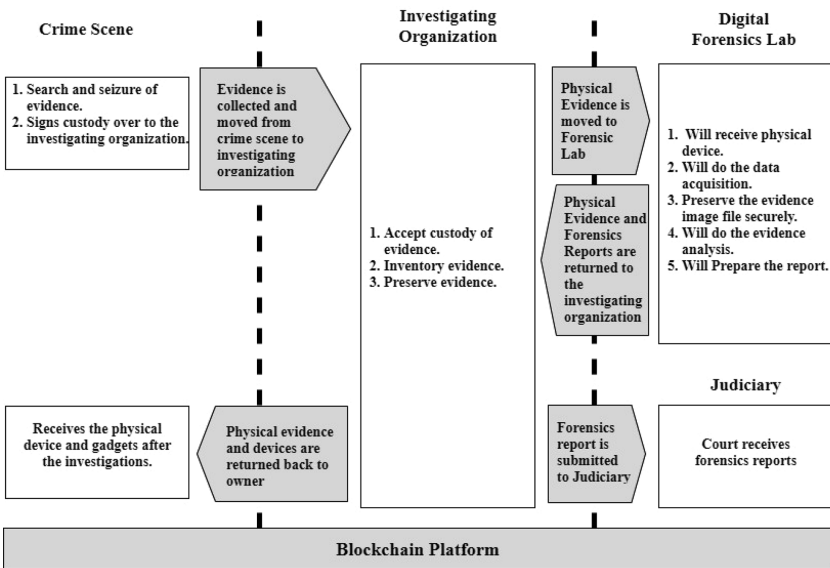 Crime Scene
1. Search and seizure of
evidence.
2. Signs custody over to the
investigating organization.
Evidence is
collected and
moved from
crime scene to
investigating
organization
Investigating
Organization
1. Accept custody of
evidence.
2. Inventory evidence.
3. Preserve evidence.
Physical
Evidence is
moved to
Forensic
Lab
Physical
Evidence and
Forensics
Reports are
returned to
the
investigating
organization
Digital
Forensics Lab
1. Will receive physical
device.
2. Will do the data
acquisition.
3. Preserve the evidence
image file securely.
4. Will do the evidence
analysis.
5. Will Prepare the report.
Receives the physical
device and gadgets after
the investigations.
Physical evidence
and devices are
returned back to
owner
Forensics
report is
submitted
to Judiciary
Judiciary
Court receives
forensics reports
Blockchain Platform